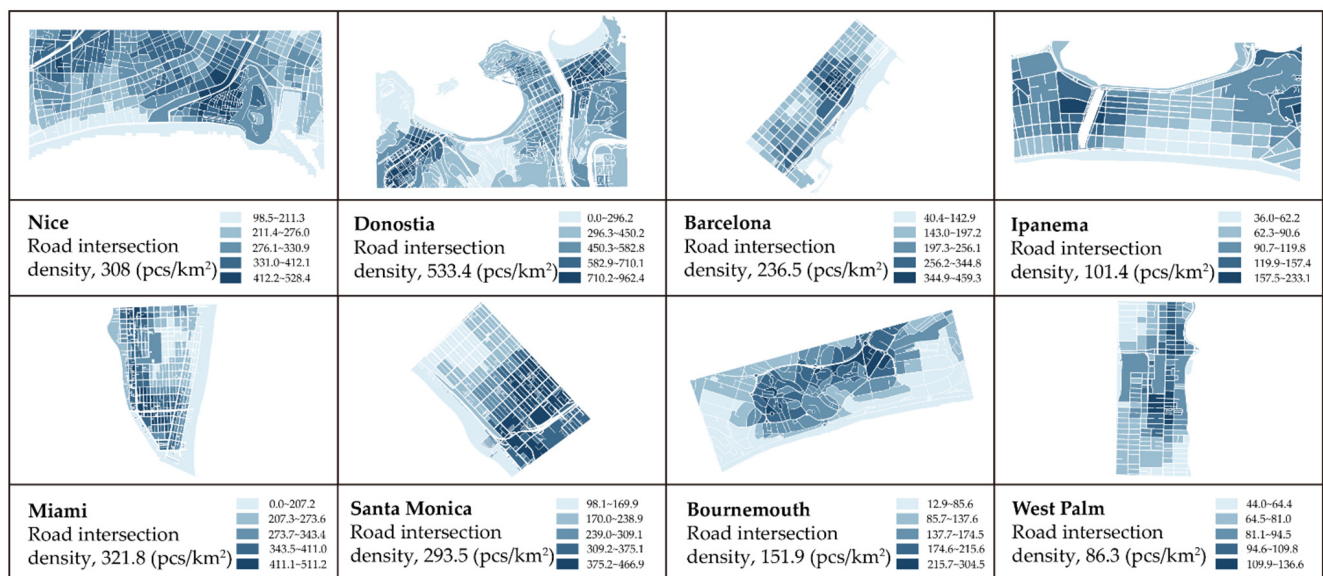 Nice
Road intersection
density, 308 (pcs/km²)
98.5~211.3
211.4~276.0
276.1~330.9
331.0~412.1
412.2~528.4
Donostia
Road intersection
density, 533.4 (pcs/km²)
0.0~296.2
296.3~450.2
450.3~582.8
582.9~710.1
710.2~962.4
Barcelona
Road intersection
density, 236.5 (pcs/km²)
40.4~142.9
143.0~197.2
197.3~256.1
256.2~344.8
344.9~459.3
Ipanema
Road intersection
density, 101.4 (pcs/km²)
36.0~62.2
62.3~90.6
90.7~119.8
119.9~157.4
157.5~233.1
Miami
Road intersection
density, 321.8 (pcs/km²)
0.0~207.2
207.3~273.6
273.7~343.4
343.5~411.0
411.1~511.2
Santa Monica
Road intersection
density, 293.5 (pcs/km²)
98.1~169.9
170.0~238.9
239.0~309.1
309.2~375.1
375.2~466.9
Bournemouth
Road intersection
density, 151.9 (pcs/km²)
12.9~85.6
85.7~137.6
137.7~174.5
174.6~215.6
215.7~304.5
West Palm
Road intersection
density, 86.3 (pcs/km²)
44.0~64.4
64.5~81.0
81.1~94.5
94.6~109.8
109.9~136.6